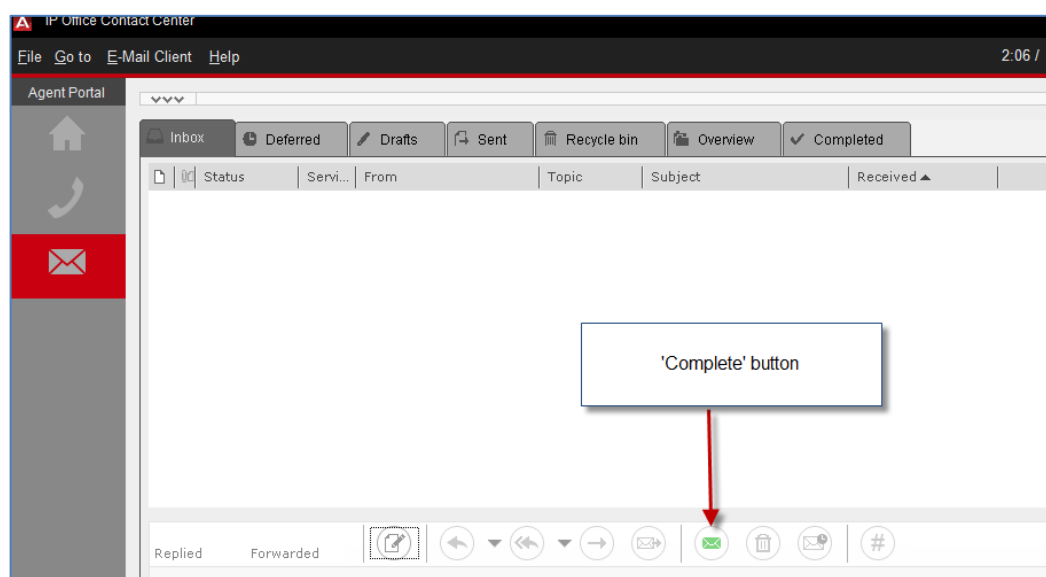 IP Office Contact Center
File Go to E-Mail Client Help 2:06 /
Agent Portal
Inbox Deferred Drafts Sent Recycle bin Overview Completed
Status Servi... From Topic Subject Received
'Complete' button
Replied Forwarded #